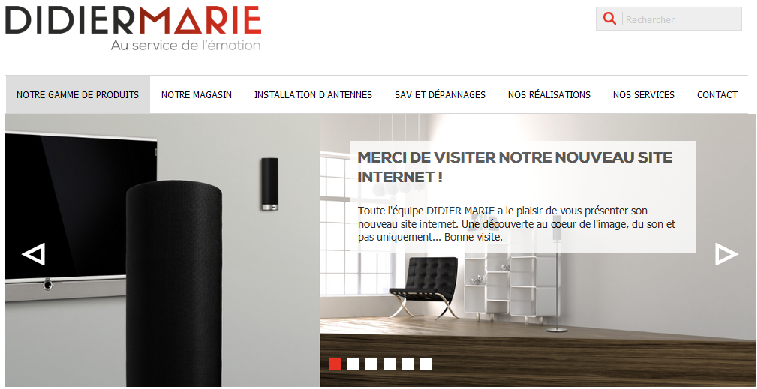 DIDIERMARIE
Au service de l'émotion
Rechercher
NOTRE GAMME DE PRODUITS NOTRE MAGASIN INSTALLATION D'ANTENNES SAV ET DÉPANNAGES NOS RÉALISATIONS NOS SERVICES CONTACT
MERCI DE VISITER NOTRE NOUVEAU SITE
INTERNET !
Toute l'équipe DIDIER MARIE a le plaisir de vous présenter son
nouveau site internet. Une découverte au coeur de l'image, du son et
pas uniquement... Bonne visite.